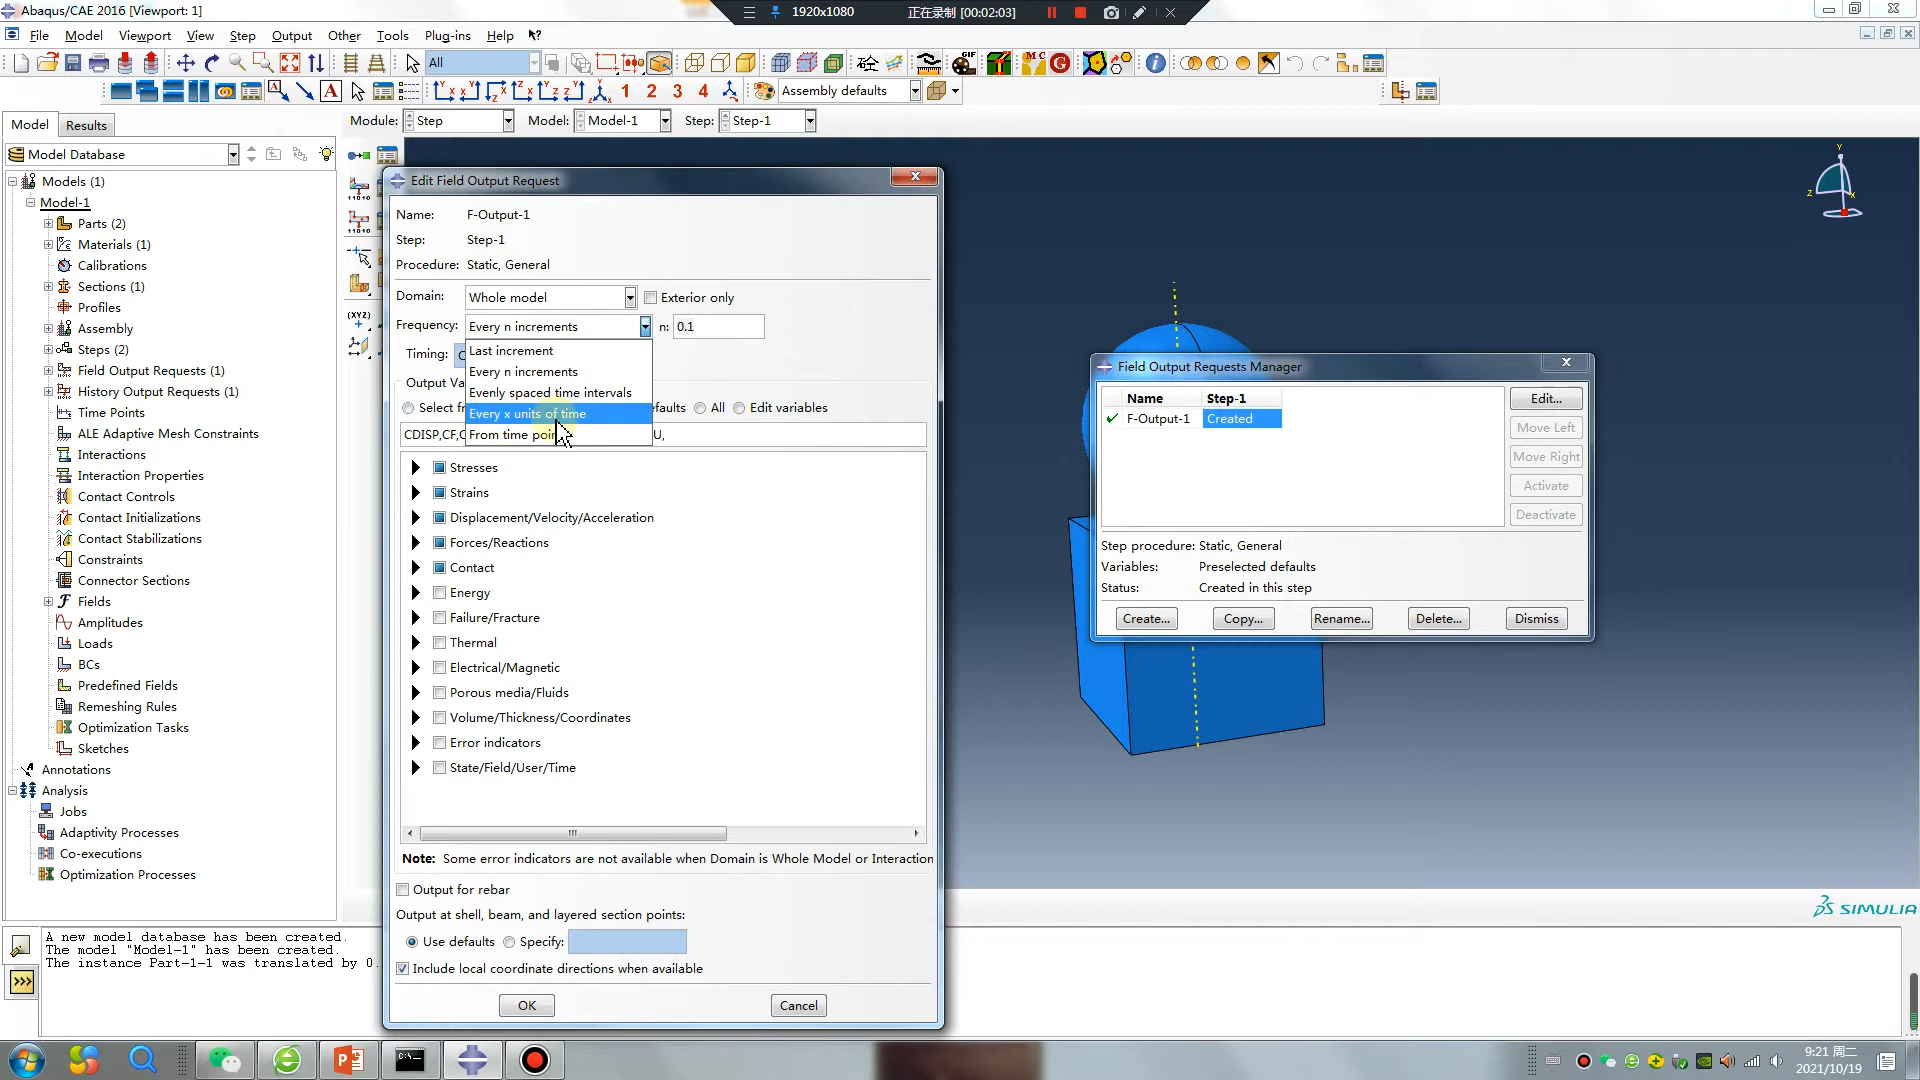 Abaqus/CAE 2016 [Viewport: 1]
1920x1080
正在录制 [00:02:03]
File
Model
Viewport
View
Step
Output
Other
Tools
Plug-ins
Help
All
GIF
MC
G
A
1
2
3
4
Assembly defaults
Model
Results
Module:
Step
Model:
Model-1
Step:
Step-1
Model Database
Models (1)
Model-1
Parts (2)
Materials (1)
Calibrations
Sections (1)
Profiles
Assembly
Steps (2)
Field Output Requests (1)
History Output Requests (1)
Time Points
ALE Adaptive Mesh Constraints
Interactions
Interaction Properties
Contact Controls
Contact Initializations
Contact Stabilizations
Constraints
Connector Sections
Fields
Amplitudes
Loads
BCs
Predefined Fields
Remeshing Rules
Optimization Tasks
Sketches
Annotations
Analysis
Jobs
Adaptivity Processes
Co-executions
Optimization Processes
(XYZ)
Edit Field Output Request
Name: F-Output-1
Step: Step-1
Procedure: Static, General
Domain: Whole model
Exterior only
Frequency: Every n increments
n: 0.1
Timing:
Last increment
Every n increments
Evenly spaced time intervals
Every x units of time
From time
All
Edit variables
U,
Stresses
Strains
Displacement/Velocity/Acceleration
Forces/Reactions
Contact
Energy
Failure/Fracture
Thermal
Electrical/Magnetic
Porous media/Fluids
Volume/Thickness/Coordinates
Error indicators
State/Field/User/Time
Note: Some error indicators are not available when Domain is Whole Model or Interaction
Output for rebar
Output at shell, beam, and layered section points:
Use defaults
Specify:
Include local coordinate directions when available
OK
Cancel
Field Output Requests Manager
Name
Step-1
F-Output-1
Created
Edit...
Move Left
Move Right
Activate
Deactivate
Step procedure: Static, General
Variables: Preselected defaults
Status: Created in this step
Create...
Copy...
Rename...
Delete...
Dismiss
Y
Z
X
SIMULIA
A new model database has been created.
The model "Model-1" has been created.
The instance Part-1-1 was translated by 0.
>>>
9:21 周二
2021/10/19